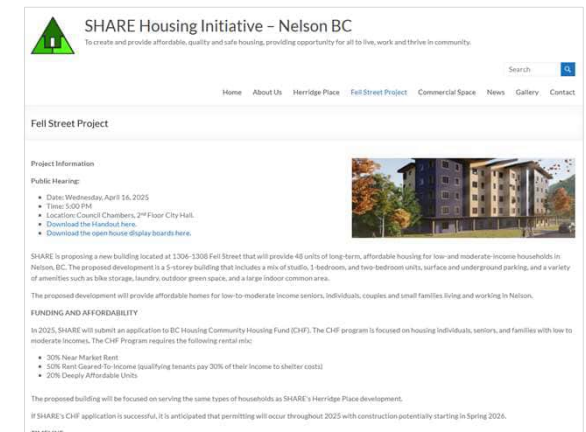 SHARE Housing Initiative – Nelson BC
To create and provide affordable, quality and safe housing, providing opportunity for all to live, work and thrive in community.
Search
Home About Us Herridge Place Fell Street Project Commercial Space News Gallery Contact
Fell Street Project
Project Information
Public Hearing:
Date: Wednesday, April 16, 2025
Time: 5:00 PM
Location: Council Chambers, 2nd Floor City Hall.
Download the Handout here.
Download the open house display boards here.
SHARE is proposing a new building located at 1306-1308 Fell Street that will provide 48 units of long-term, affordable housing for low-and moderate-income households in
Nelson, BC. The proposed development is a 5-storey building that includes a mix of studio, 1-bedroom, and two-bedroom units, surface and underground parking, and a variety
of amenities such as bike storage, laundry, outdoor green space, and a large indoor common area.
The proposed development will provide affordable homes for low-to-moderate income seniors, individuals, couples and small families living and working in Nelson.
FUNDING AND AFFORDABILITY
In 2025, SHARE will submit an application to BC Housing Community Housing Fund (CHF). The CHF program is focused on housing individuals, seniors, and families with low to
moderate incomes. The CHF Program requires the following rental mix:
30% Near Market Rent
50% Rent Geared-To-Income (qualifying tenants pay 30% of their income to shelter costs)
20% Deeply Affordable Units
The proposed building will be focused on serving the same types of households as SHARE's Herridge Place development.
If SHARE's CHF application is successful, it is anticipated that permitting will occur throughout 2025 with construction potentially starting in Spring 2026.